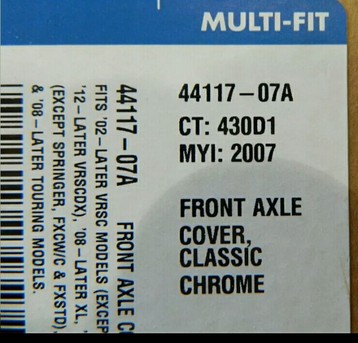 MULTI-FIT
44117-07A
CT: 430D1
MYI: 2007
FRONT AXLE
COVER,
CLASSIC
CHROME
44117-07A FRONT AXLE
FITS '02-LATER VRSC MODELS (EXCEPT
'12-LATER VRSCDX), '08-LATER XL, '
(EXCEPT SPRINGER, FXCW/C & FXSTD),
& '08-LATER TOURING MODELS.